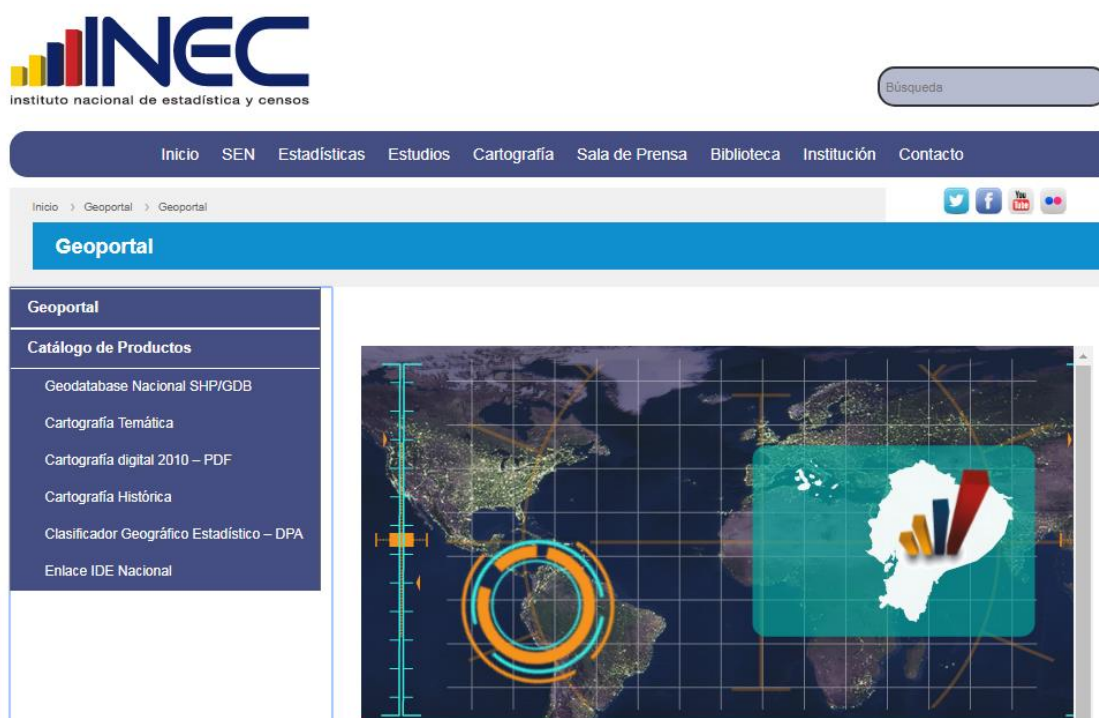 INEC
instituto nacional de estadística y censos
Búsqueda
Inicio SEN Estadísticas Estudios Cartografía Sala de Prensa Biblioteca Institución Contacto
Inicio > Geoportal > Geoportal
You
Tube
Geoportal
Geoportal
Catálogo de Productos
Geodatabase Nacional SHP/GDB
Cartografía Temática
Cartografía digital 2010 – PDF
Cartografía Histórica
Clasificador Geográfico Estadístico – DPA
Enlace IDE Nacional